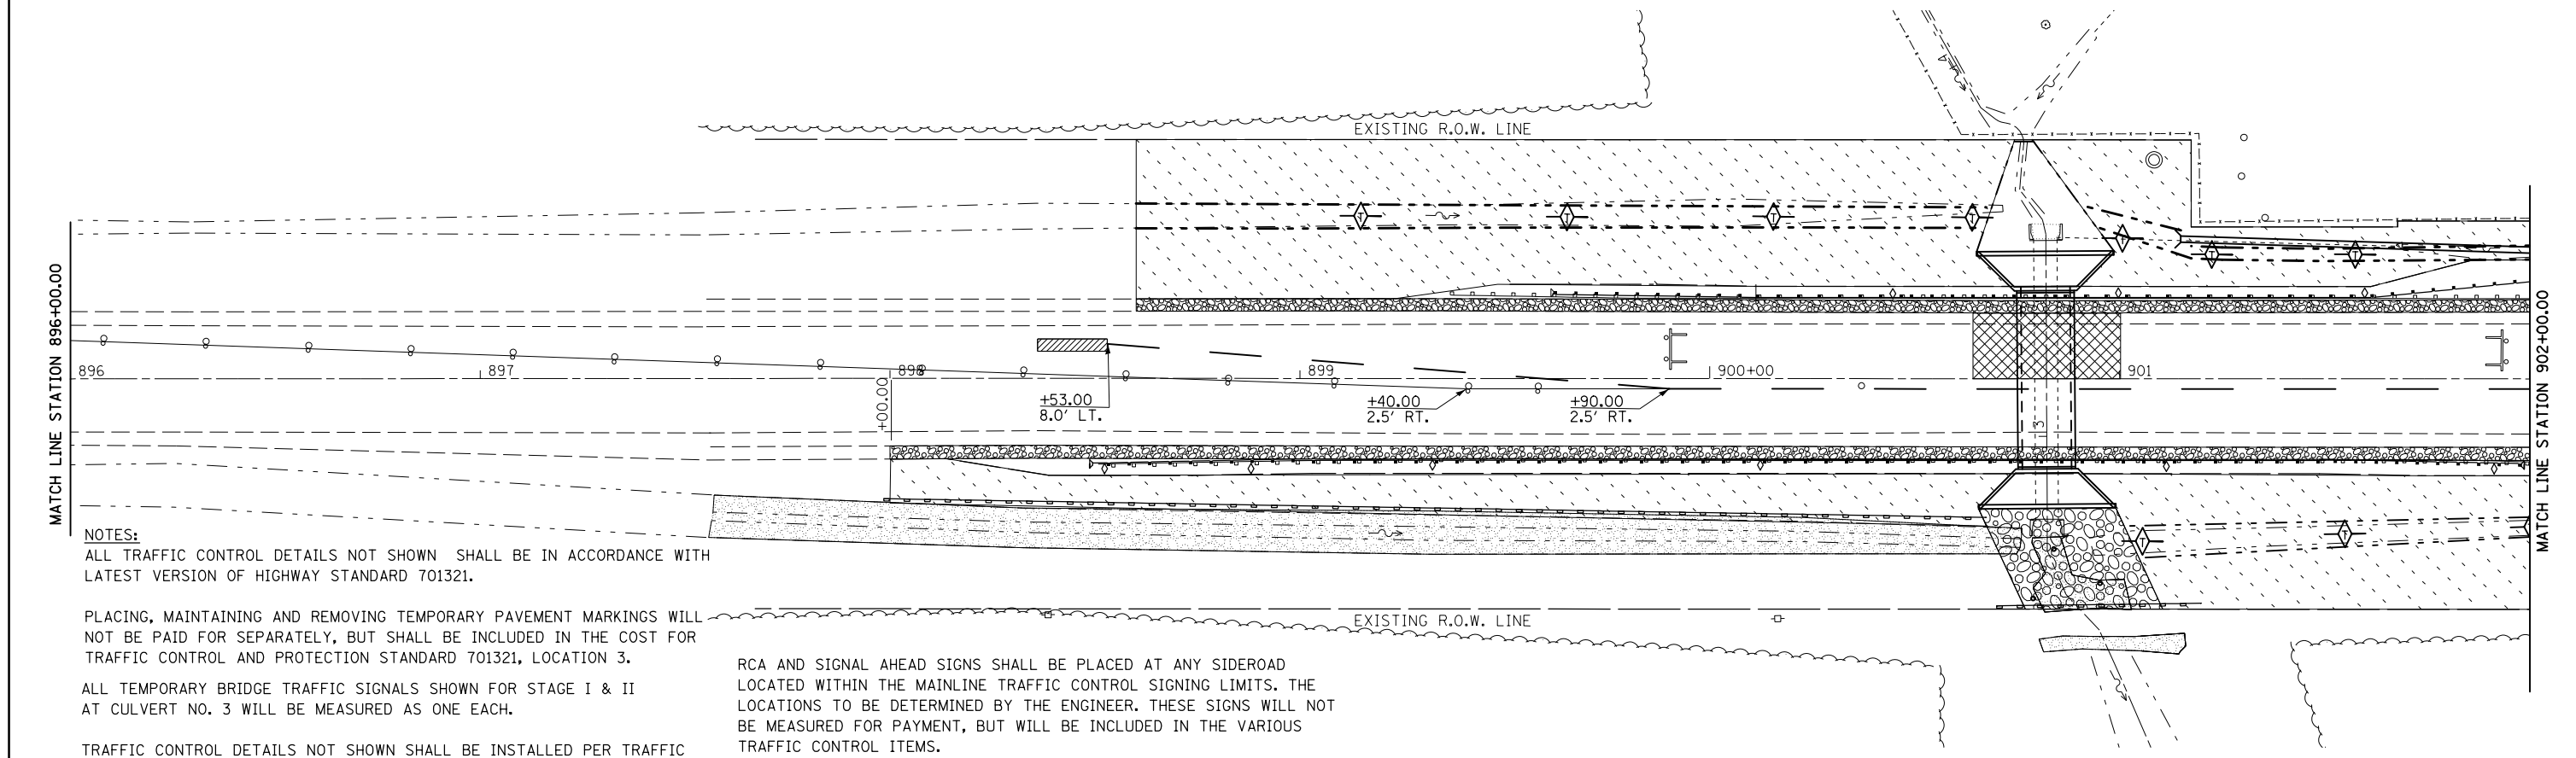 EXISTING R.O.W. LINE
MATCH LINE STATION 896+00.00
MATCH LINE STATION 902+00.00
896
897
898
899
900+00
901
+00.00
+53.00
8.0' LT.
+40.00
2.5' RT.
+90.00
2.5' RT.
3
T
T
T
T
T
T
T
T
T
EXISTING R.O.W. LINE
NOTES:
ALL TRAFFIC CONTROL DETAILS NOT SHOWN SHALL BE IN ACCORDANCE WITH
LATEST VERSION OF HIGHWAY STANDARD 701321.
PLACING, MAINTAINING AND REMOVING TEMPORARY PAVEMENT MARKINGS WILL
NOT BE PAID FOR SEPARATELY, BUT SHALL BE INCLUDED IN THE COST FOR
TRAFFIC CONTROL AND PROTECTION STANDARD 701321, LOCATION 3.
ALL TEMPORARY BRIDGE TRAFFIC SIGNALS SHOWN FOR STAGE I & II
AT CULVERT NO. 3 WILL BE MEASURED AS ONE EACH.
TRAFFIC CONTROL DETAILS NOT SHOWN SHALL BE INSTALLED PER TRAFFIC
RCA AND SIGNAL AHEAD SIGNS SHALL BE PLACED AT ANY SIDEROAD
LOCATED WITHIN THE MAINLINE TRAFFIC CONTROL SIGNING LIMITS. THE
LOCATIONS TO BE DETERMINED BY THE ENGINEER. THESE SIGNS WILL NOT
BE MEASURED FOR PAYMENT, BUT WILL BE INCLUDED IN THE VARIOUS
TRAFFIC CONTROL ITEMS.